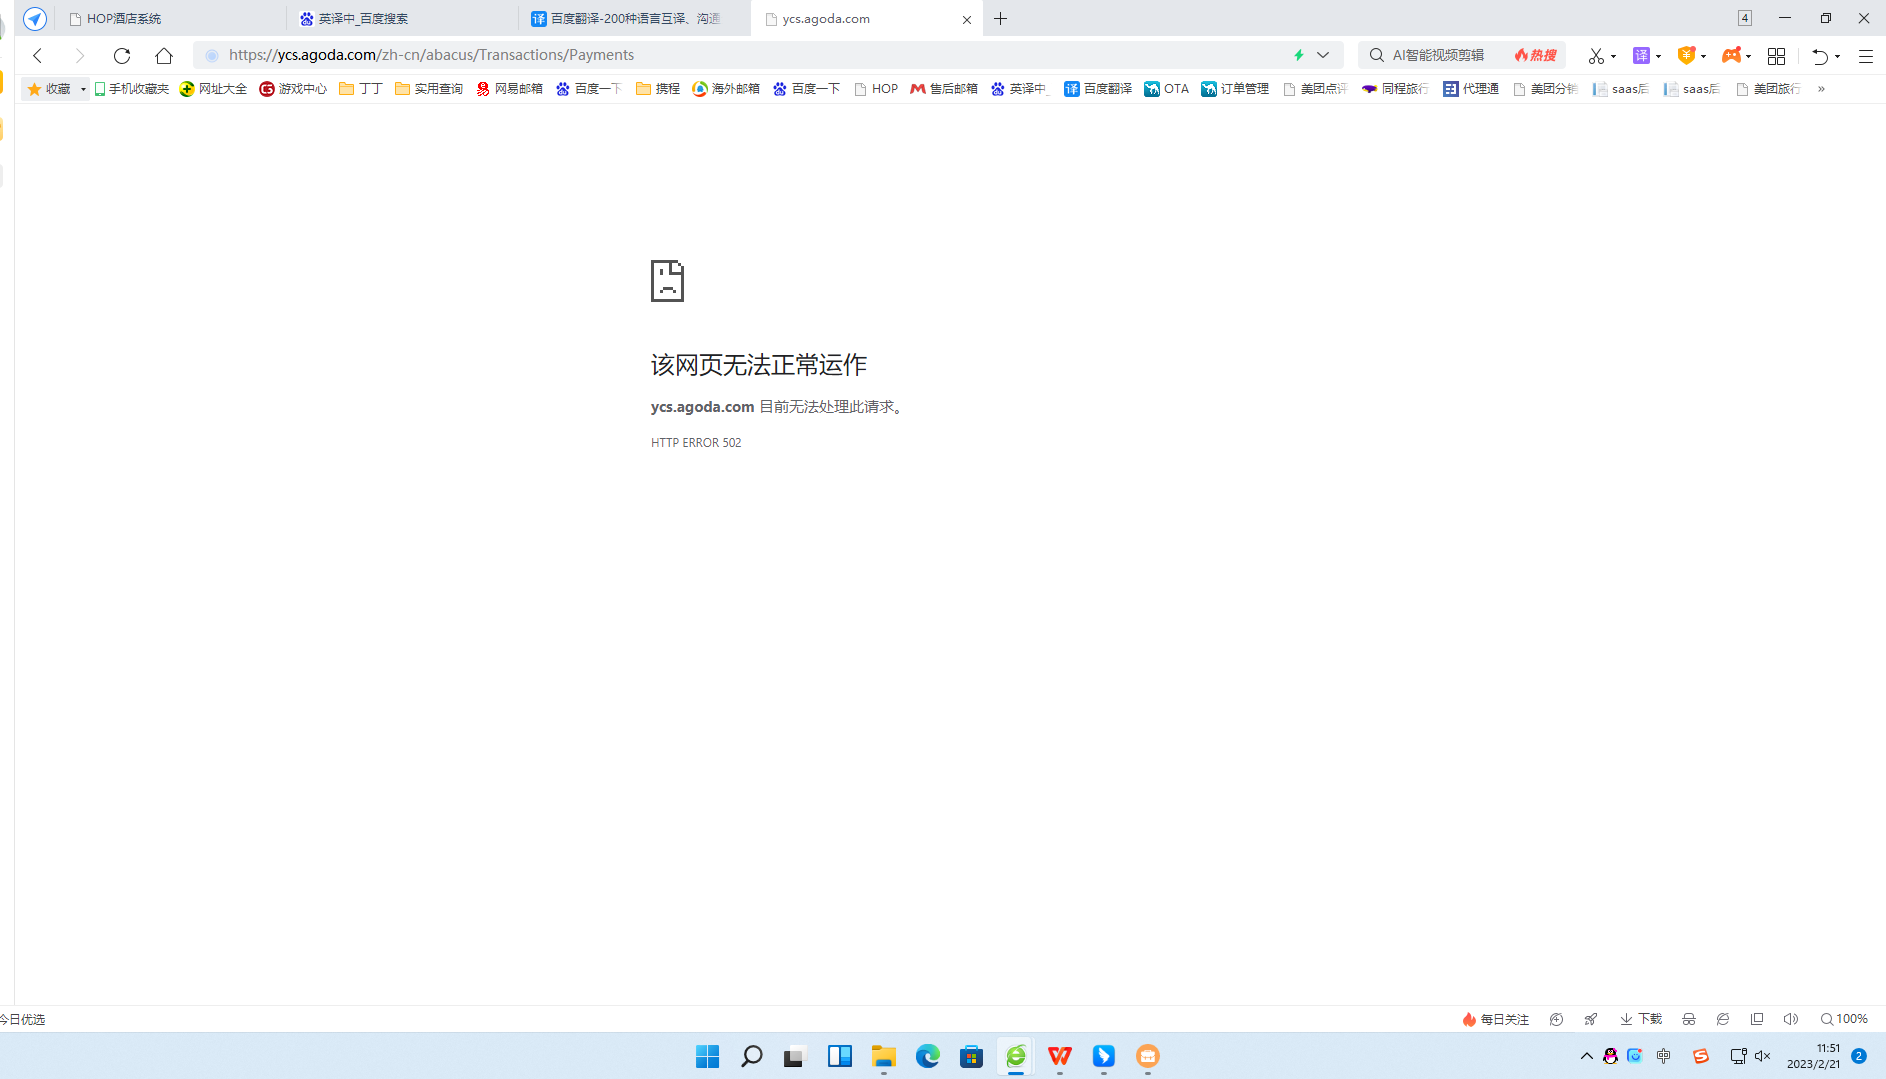 HOP酒店系统
英译中_百度搜索
百度翻译-200种语言互译、沟通
ycs.agoda.com
4
https://ycs.agoda.com/zh-cn/abacus/Transactions/Payments
AI智能视频剪辑
热搜
译
收藏
手机收藏夹
网址大全
游戏中心
丁丁
实用查询
网易邮箱
百度一下
携程
海外邮箱
百度一下
HOP
售后邮箱
英译中_
译 百度翻译
OTA
订单管理
美团点评
同程旅行
代理通
美团分销
saas后
saas后
美团旅行
»
该网页无法正常运作
ycs.agoda.com 目前无法处理此请求。
HTTP ERROR 502
今日优选
每日关注
下载
100%
中
11:51
2023/2/21
2